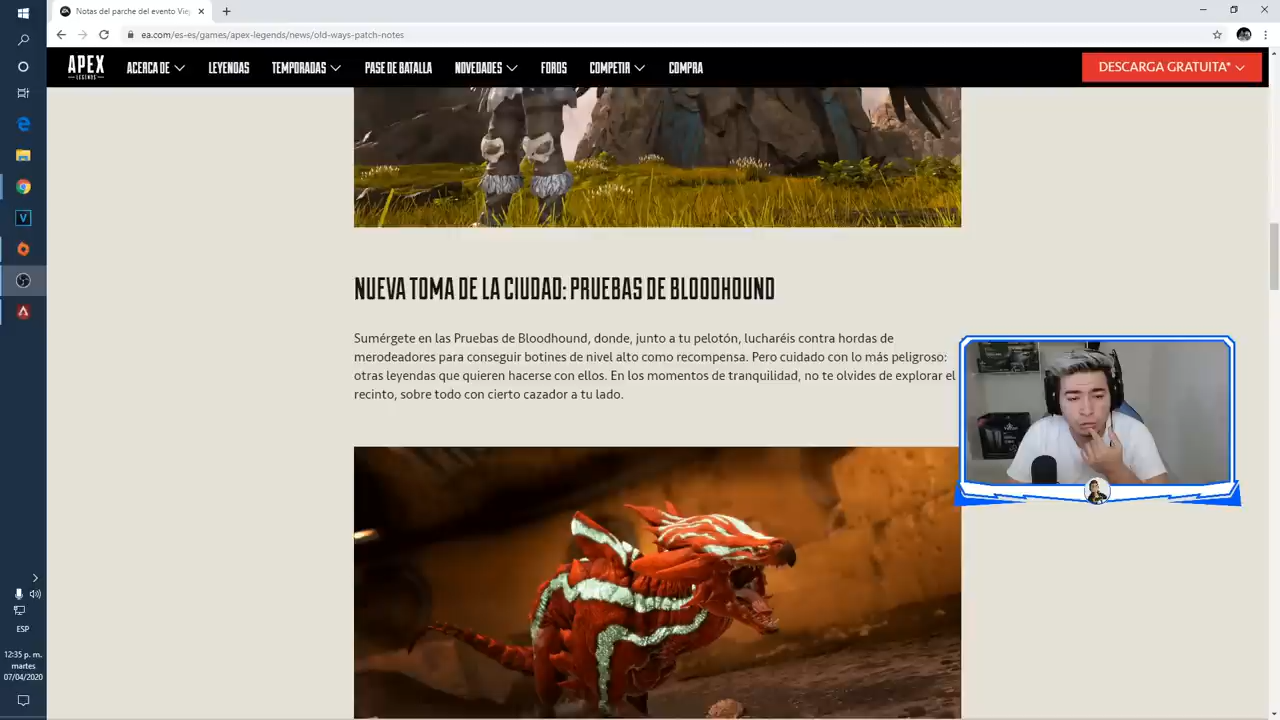 Notas del parche del evento Vie
ea.com/es-es/games/apex-legends/news/old-ways-patch-notes
APEX
LEGENDS
ACERCA DE
LEYENDAS
TEMPORADAS
PASE DE BATALLA
NOVEDADES
FOROS
COMPETIR
COMPRA
DESCARGA GRATUITA*
NUEVA TOMA DE LA CIUDAD: PRUEBAS DE BLOODHOUND
Sumérgete en las Pruebas de Bloodhound, donde, junto a tu pelotón, lucharéis contra hordas de
merodeadores para conseguir botines de nivel alto como recompensa. Pero cuidado con lo más peligroso:
otras leyendas que quieren hacerse con ellos. En los momentos de tranquilidad, no te olvides de explorar el
recinto, sobre todo con cierto cazador a tu lado.
ESP
12:35 p. m.
martes
07/04/2020